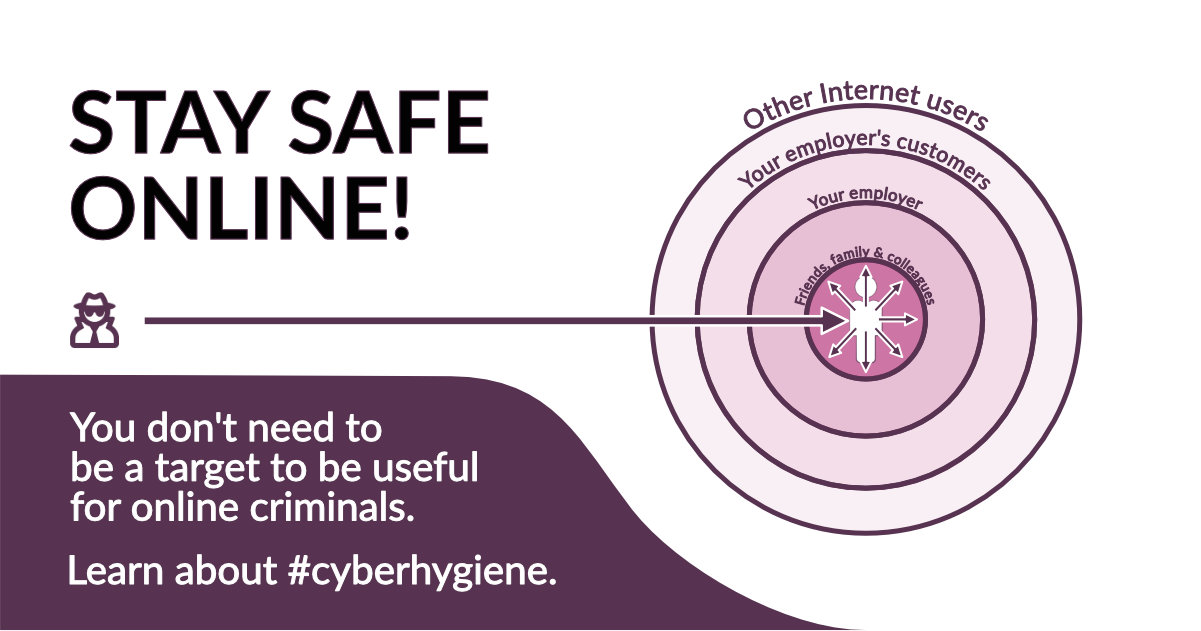 STAY SAFE
ONLINE!
Other Internet users
Your employer's customers
Your employer
Friends, family & colleagues
You don't need to
be a target to be useful
for online criminals.
Learn about #cyberhygiene.